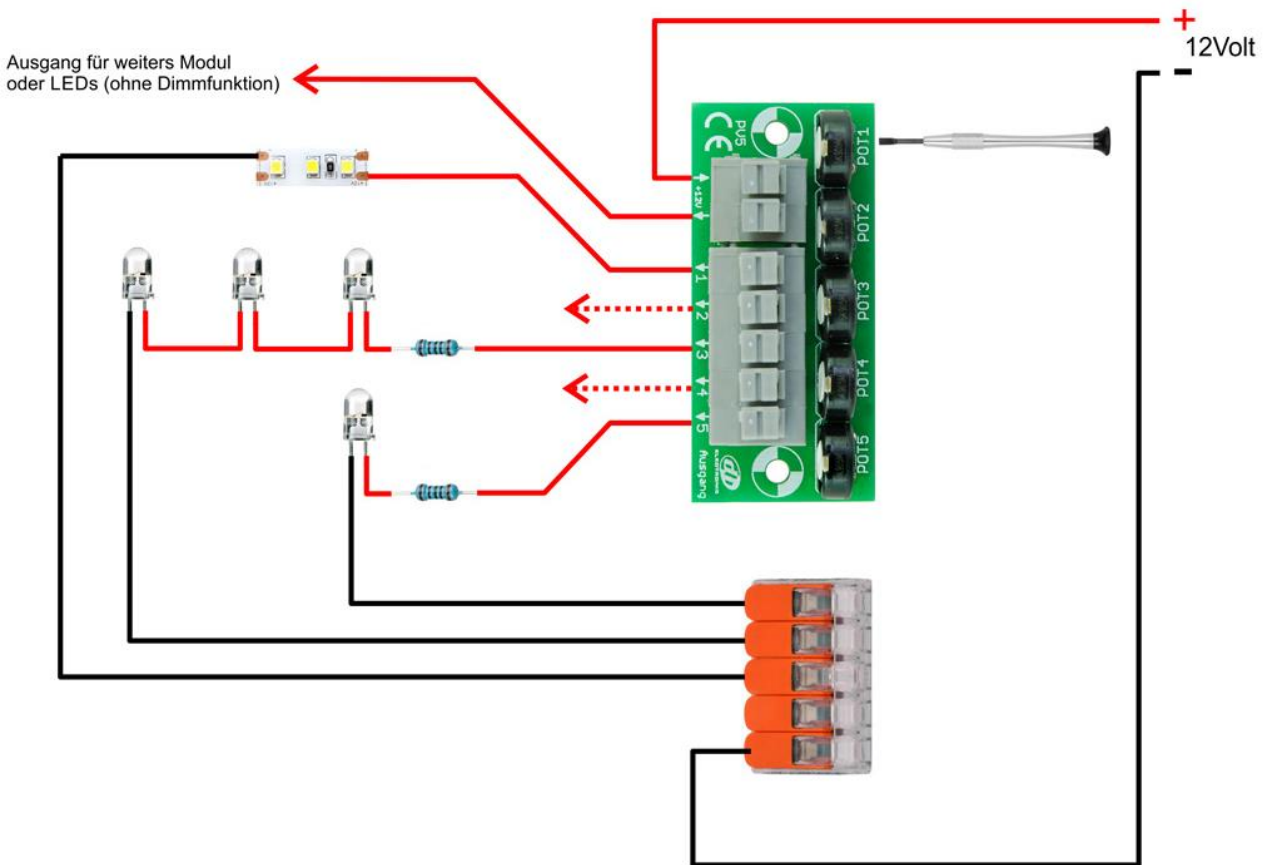 Ausgang für weiters Modul
oder LEDs (ohne Dimmfunktion)
+
12Volt
-
CE
PV5
+12V
1
2
3
4
5
Ausgang
POT1
POT2
POT3
POT4
POT5